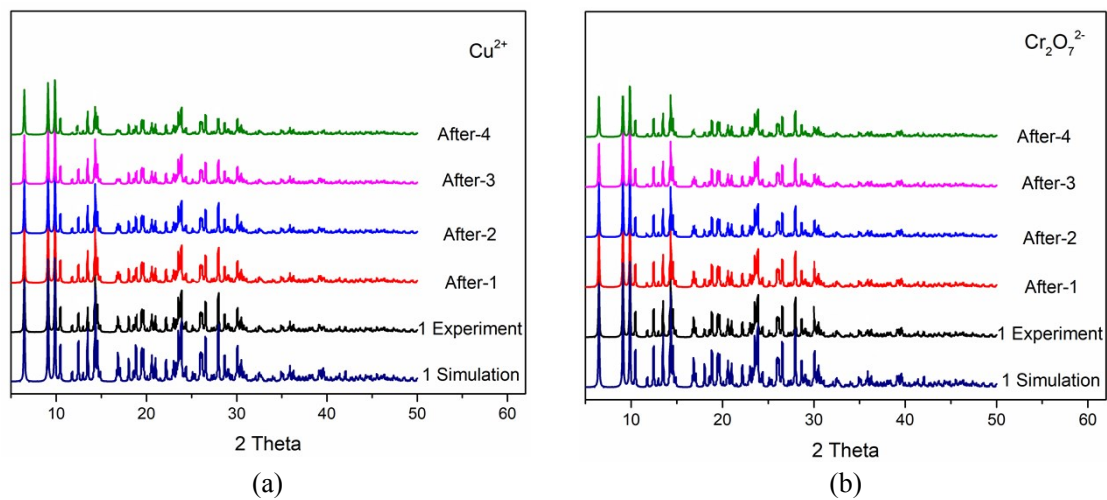 Cu²⁺
After-4
After-3
After-2
After-1
1 Experiment
1 Simulation
10 20 30 40 50 60
2 Theta
(a)
Cr₂O₇²⁻
After-4
After-3
After-2
After-1
1 Experiment
1 Simulation
10 20 30 40 50 60
2 Theta
(b)